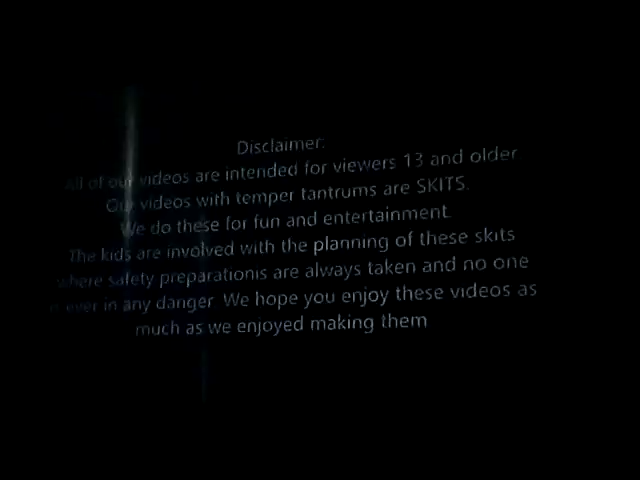 Disclaimer:
All of our videos are intended for viewers 13 and older
Our videos with temper tantrums are SKITS.
We do these for fun and entertainment.
The kids are involved with the planning of these skits
where safety preparations are always taken and no one
is ever in any danger. We hope you enjoy these videos as
much as we enjoyed making them